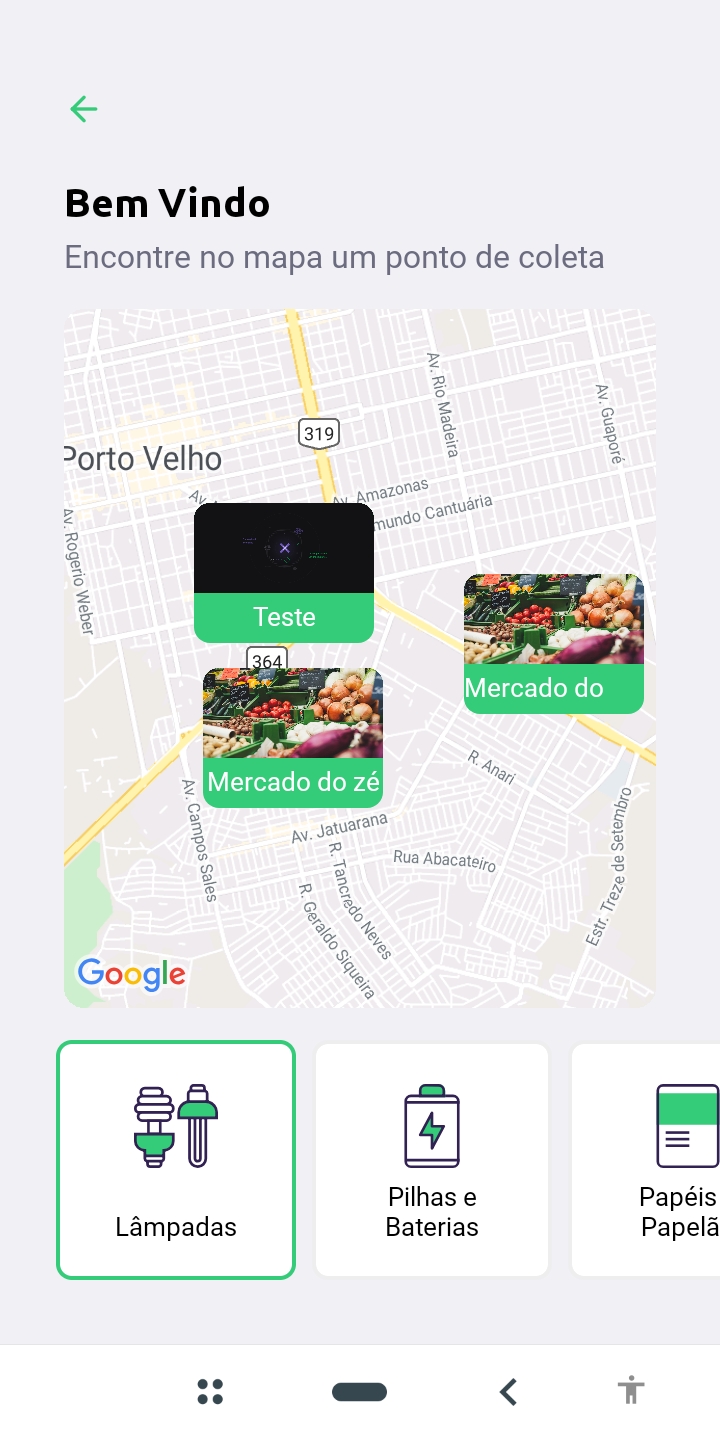 Bem Vindo
Encontre no mapa um ponto de coleta
Av. Rio Madeira
Av. Guaporé
319
Porto Velho
Av.
Av. Amazonas
mundo Cantuária
Av. Rogerio Weber
Teste
364
Mercado do
Mercado do zé
R. Anari
Av. Campos Sales
Av. Jatuarana
Rua Abacateiro
Estr. Treze de Setembro
R. Tancredo Neves
R. Geraldo Siqueira
Google
Lâmpadas
Pilhas e
Baterias
Papéis
Papelã